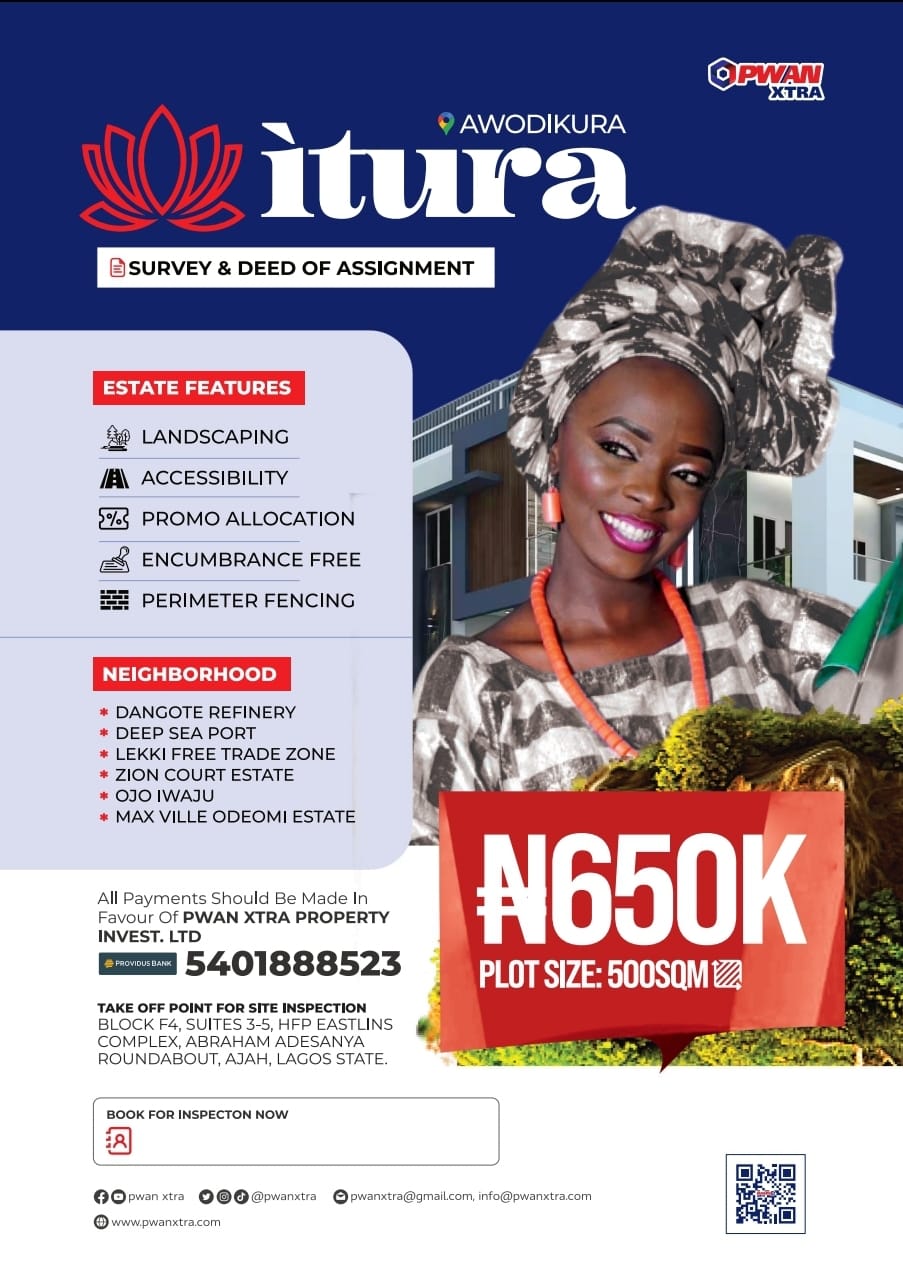 PWAN
XTRA
AWODIKURA
ìtura
SURVEY & DEED OF ASSIGNMENT
ESTATE FEATURES
LANDSCAPING
ACCESSIBILITY
PROMO ALLOCATION
ENCUMBRANCE FREE
PERIMETER FENCING
NEIGHBORHOOD
* DANGOTE REFINERY
* DEEP SEA PORT
* LEKKI FREE TRADE ZONE
* ZION COURT ESTATE
* OJO IWAJU
* MAX VILLE ODEOMI ESTATE
₦650K
PLOT SIZE: 500SQM
All Payments Should Be Made In
Favour Of PWAN XTRA PROPERTY
INVEST. LTD
PROVIDUS BANK 5401888523
TAKE OFF POINT FOR SITE INSPECTION
BLOCK F4, SUITES 3-5, HFP EASTLINS
COMPLEX, ABRAHAM ADESANYA
ROUNDABOUT, AJAH, LAGOS STATE.
BOOK FOR INSPECTON NOW
pwan xtra @pwanxtra pwanxtra@gmail.com, info@pwanxtra.com
www.pwanxtra.com